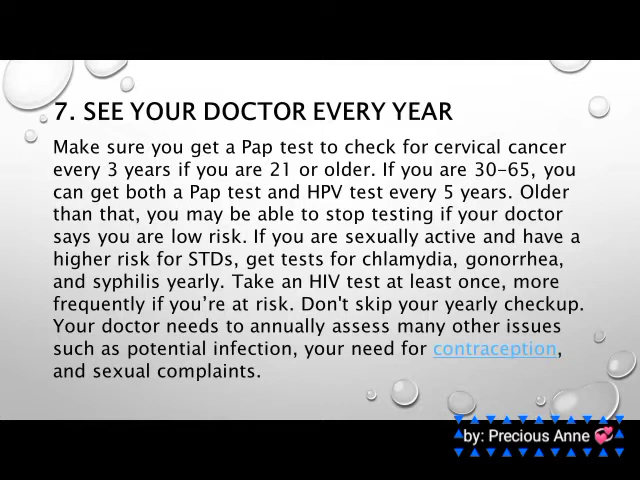 7. SEE YOUR DOCTOR EVERY YEAR
Make sure you get a Pap test to check for cervical cancer
every 3 years if you are 21 or older. If you are 30-65, you
can get both a Pap test and HPV test every 5 years. Older
than that, you may be able to stop testing if your doctor
says you are low risk. If you are sexually active and have a
higher risk for STDs, get tests for chlamydia, gonorrhea,
and syphilis yearly. Take an HIV test at least once, more
frequently if you’re at risk. Don't skip your yearly checkup.
Your doctor needs to annually assess many other issues
such as potential infection, your need for contraception,
and sexual complaints.
by: Precious Anne 💞